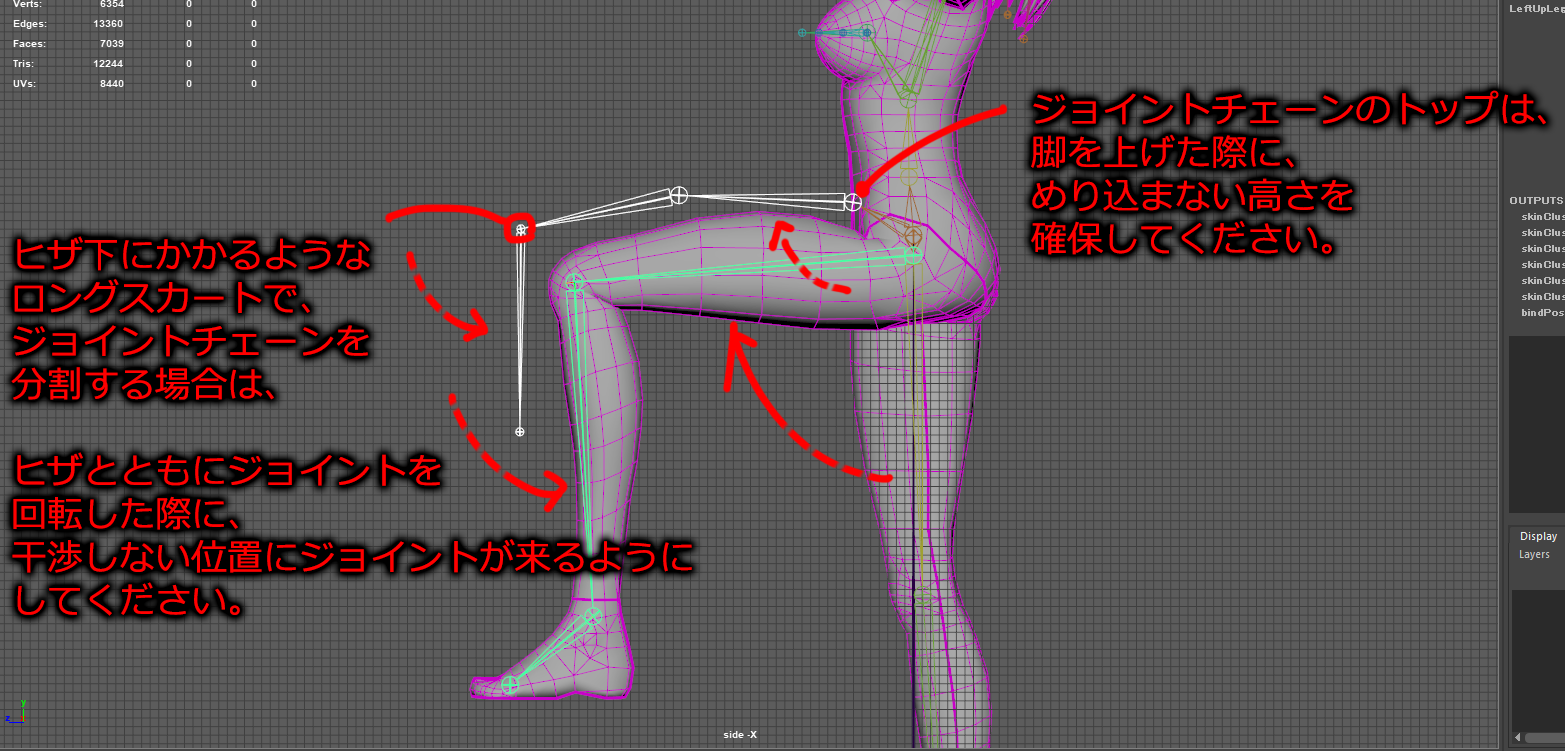 Verts: 6354 0 0
Edges: 13360 0 0
Faces: 7039 0 0
Tris: 12244 0 0
UVs: 8440 0 0
ジョイントチェーンのトップは、
脚を上げた際に、
めり込まない高さを
確保してください。
ヒザ下にかかるような
ロングスカートで、
ジョイントチェーンを
分割する場合は、
ヒザとともにジョイントを
回転した際に、
干渉しない位置にジョイントが来るように
してください。
y
z
side -X
LeftUpLeg
OUTPUTS
skinClus
skinClus
skinClus
skinClus
skinClus
bindPos
Display
Layers